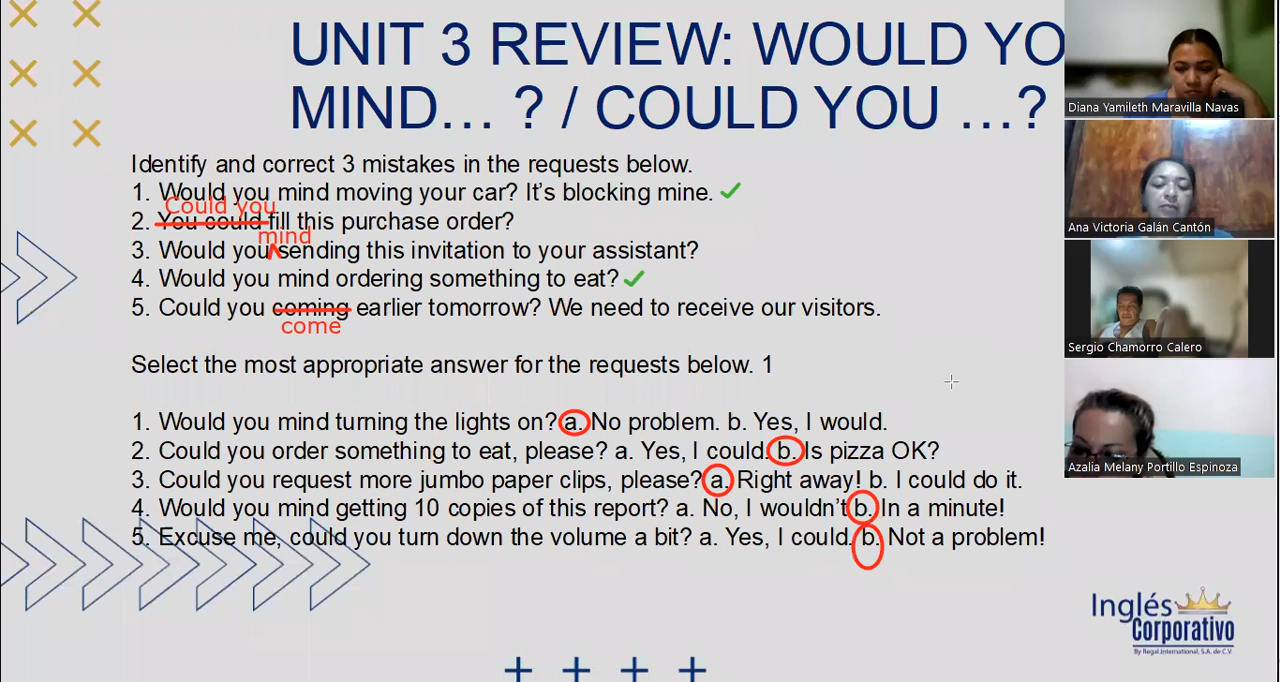 UNIT 3 REVIEW: WOULD YO
MIND… ? / COULD YOU …?
Identify and correct 3 mistakes in the requests below.
1. Would you mind moving your car? It’s blocking mine.
Could you
2. You could fill this purchase order?
mind
3. Would you sending this invitation to your assistant?
4. Would you mind ordering something to eat?
5. Could you coming earlier tomorrow? We need to receive our visitors.
come
Select the most appropriate answer for the requests below. 1
1. Would you mind turning the lights on? a. No problem. b. Yes, I would.
2. Could you order something to eat, please? a. Yes, I could. b. Is pizza OK?
3. Could you request more jumbo paper clips, please? a. Right away! b. I could do it.
4. Would you mind getting 10 copies of this report? a. No, I wouldn’t b. In a minute!
5. Excuse me, could you turn down the volume a bit? a. Yes, I could. b. Not a problem!
Diana Yamileth Maravilla Navas
Ana Victoria Galán Cantón
Sergio Chamorro Calero
Azalia Melany Portillo Espinoza
Inglés
Corporativo
By Regal International, S.A. de C.V.